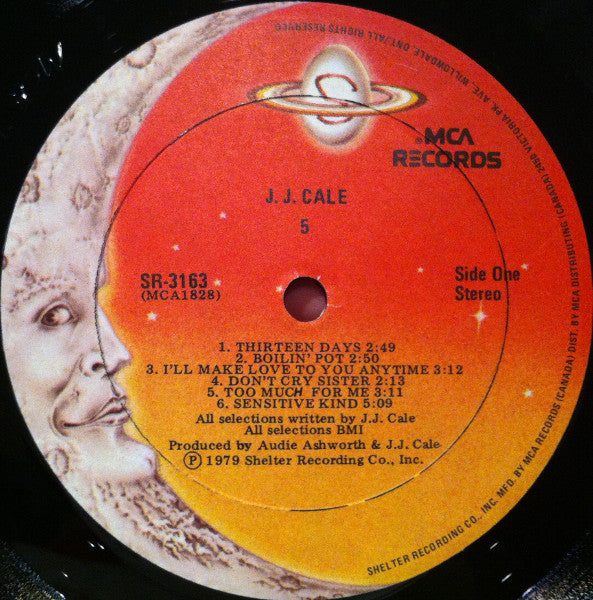 S
MCA
RECORDS
J. J. CALE
5
SR-3163
(MCA1828)
Side One
Stereo
1. THIRTEEN DAYS 2:49
2. BOILIN' POT 2:50
3. I'LL MAKE LOVE TO YOU ANYTIME 3:12
4. DON'T CRY SISTER 2:13
5. TOO MUCH FOR ME 3:11
6. SENSITIVE KIND 5:09
All selections written by J.J. Cale
All selections BMI
Produced by Audie Ashworth & J.J. Cale
Ⓟ 1979 Shelter Recording Co., Inc.
SHELTER RECORDING CO., INC. MFD. BY MCA RECORDS (CANADA) DIST. BY MCA DISTRIBUTING (CANADA) 2450 VICTORIA PK. AVE. WILLOWDALE, ONT./ALL RIGHTS RESERVED